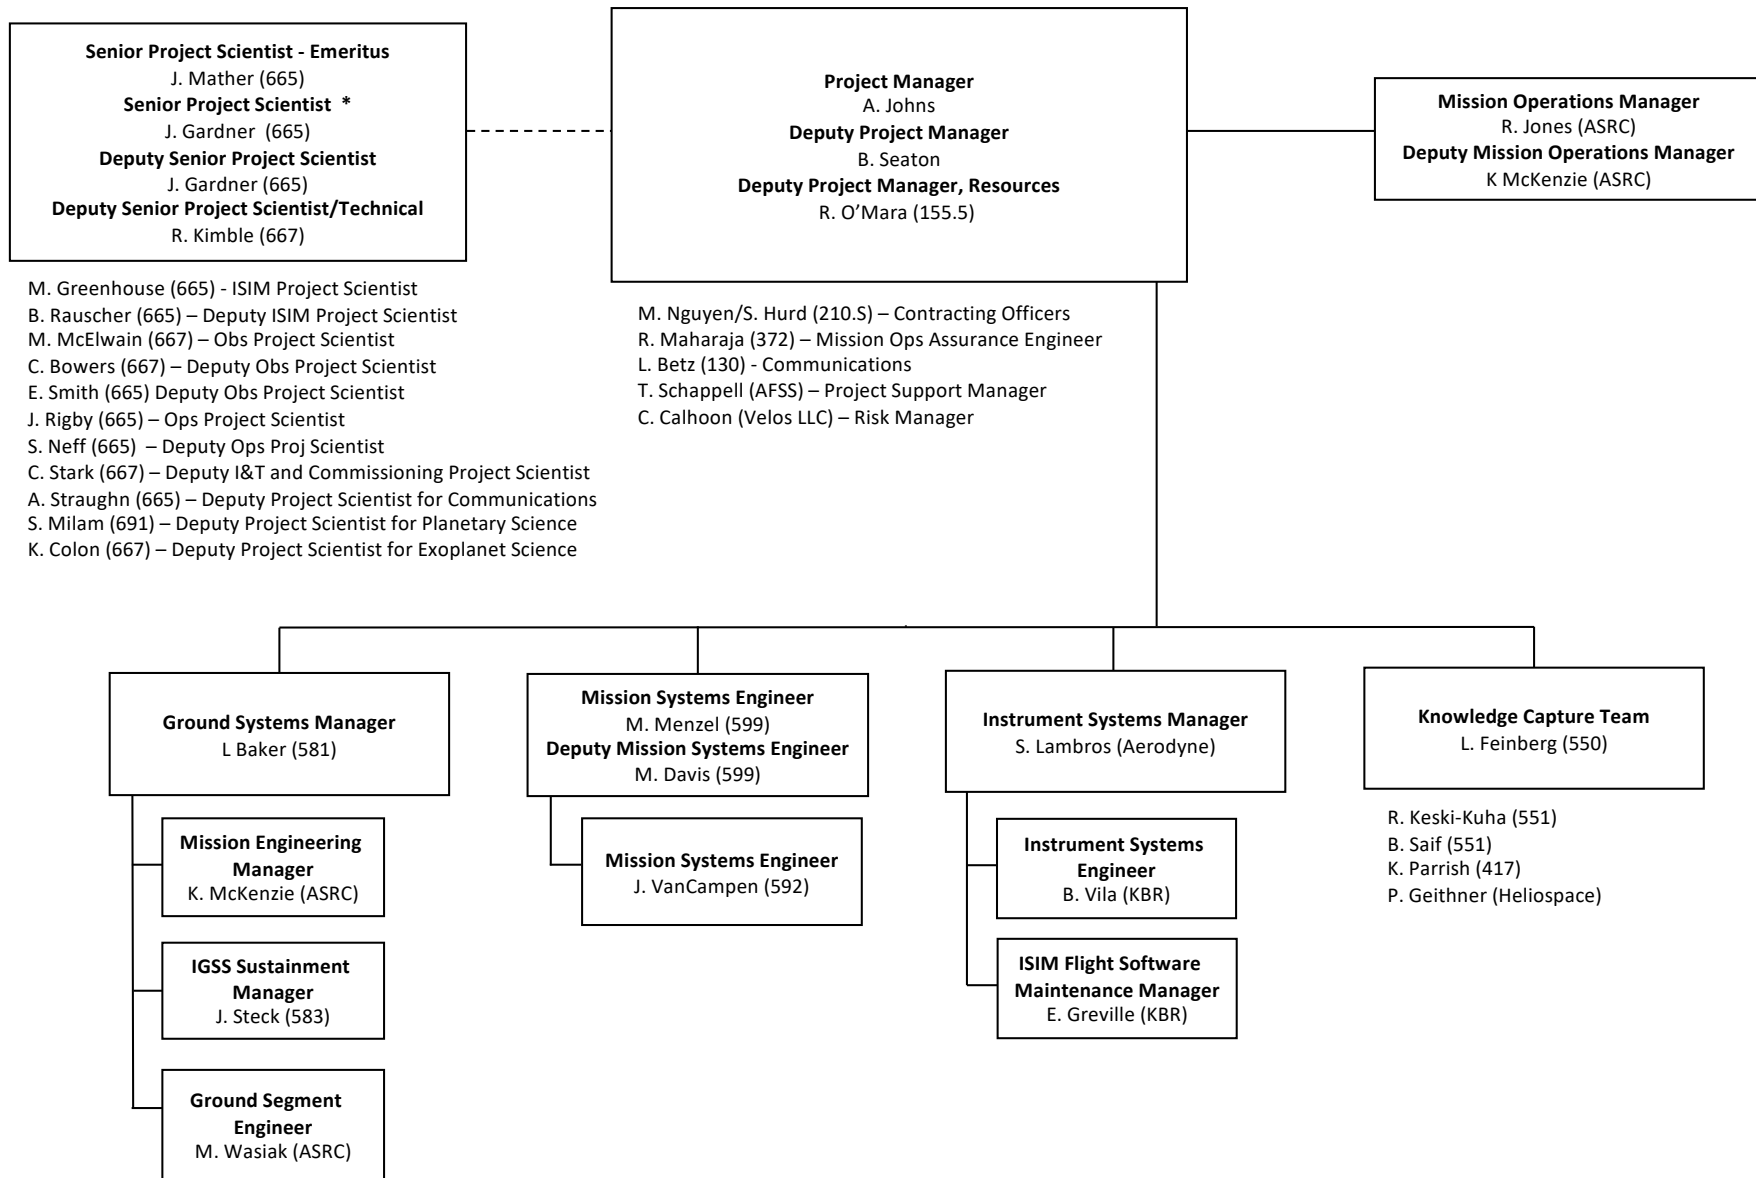 Senior Project Scientist - Emeritus
J. Mather (665)
Senior Project Scientist *
J. Gardner (665)
Deputy Senior Project Scientist
J. Gardner (665)
Deputy Senior Project Scientist/Technical
R. Kimble (667)
Project Manager
A. Johns
Deputy Project Manager
B. Seaton
Deputy Project Manager, Resources
R. O’Mara (155.5)
Mission Operations Manager
R. Jones (ASRC)
Deputy Mission Operations Manager
K McKenzie (ASRC)
M. Greenhouse (665) - ISIM Project Scientist
B. Rauscher (665) – Deputy ISIM Project Scientist
M. McElwain (667) – Obs Project Scientist
C. Bowers (667) – Deputy Obs Project Scientist
E. Smith (665) Deputy Obs Project Scientist
J. Rigby (665) – Ops Project Scientist
S. Neff (665) – Deputy Ops Proj Scientist
C. Stark (667) – Deputy I&T and Commissioning Project Scientist
A. Straughn (665) – Deputy Project Scientist for Communications
S. Milam (691) – Deputy Project Scientist for Planetary Science
K. Colon (667) – Deputy Project Scientist for Exoplanet Science
M. Nguyen/S. Hurd (210.S) – Contracting Officers
R. Maharaja (372) – Mission Ops Assurance Engineer
L. Betz (130) - Communications
T. Schappell (AFSS) – Project Support Manager
C. Calhoon (Velos LLC) – Risk Manager
Ground Systems Manager
L Baker (581)
Mission Engineering
Manager
K. McKenzie (ASRC)
IGSS Sustainment
Manager
J. Steck (583)
Ground Segment
Engineer
M. Wasiak (ASRC)
Mission Systems Engineer
M. Menzel (599)
Deputy Mission Systems Engineer
M. Davis (599)
Mission Systems Engineer
J. VanCampen (592)
Instrument Systems Manager
S. Lambros (Aerodyne)
Instrument Systems
Engineer
B. Vila (KBR)
ISIM Flight Software
Maintenance Manager
E. Greville (KBR)
Knowledge Capture Team
L. Feinberg (550)
R. Keski-Kuha (551)
B. Saif (551)
K. Parrish (417)
P. Geithner (Heliospace)